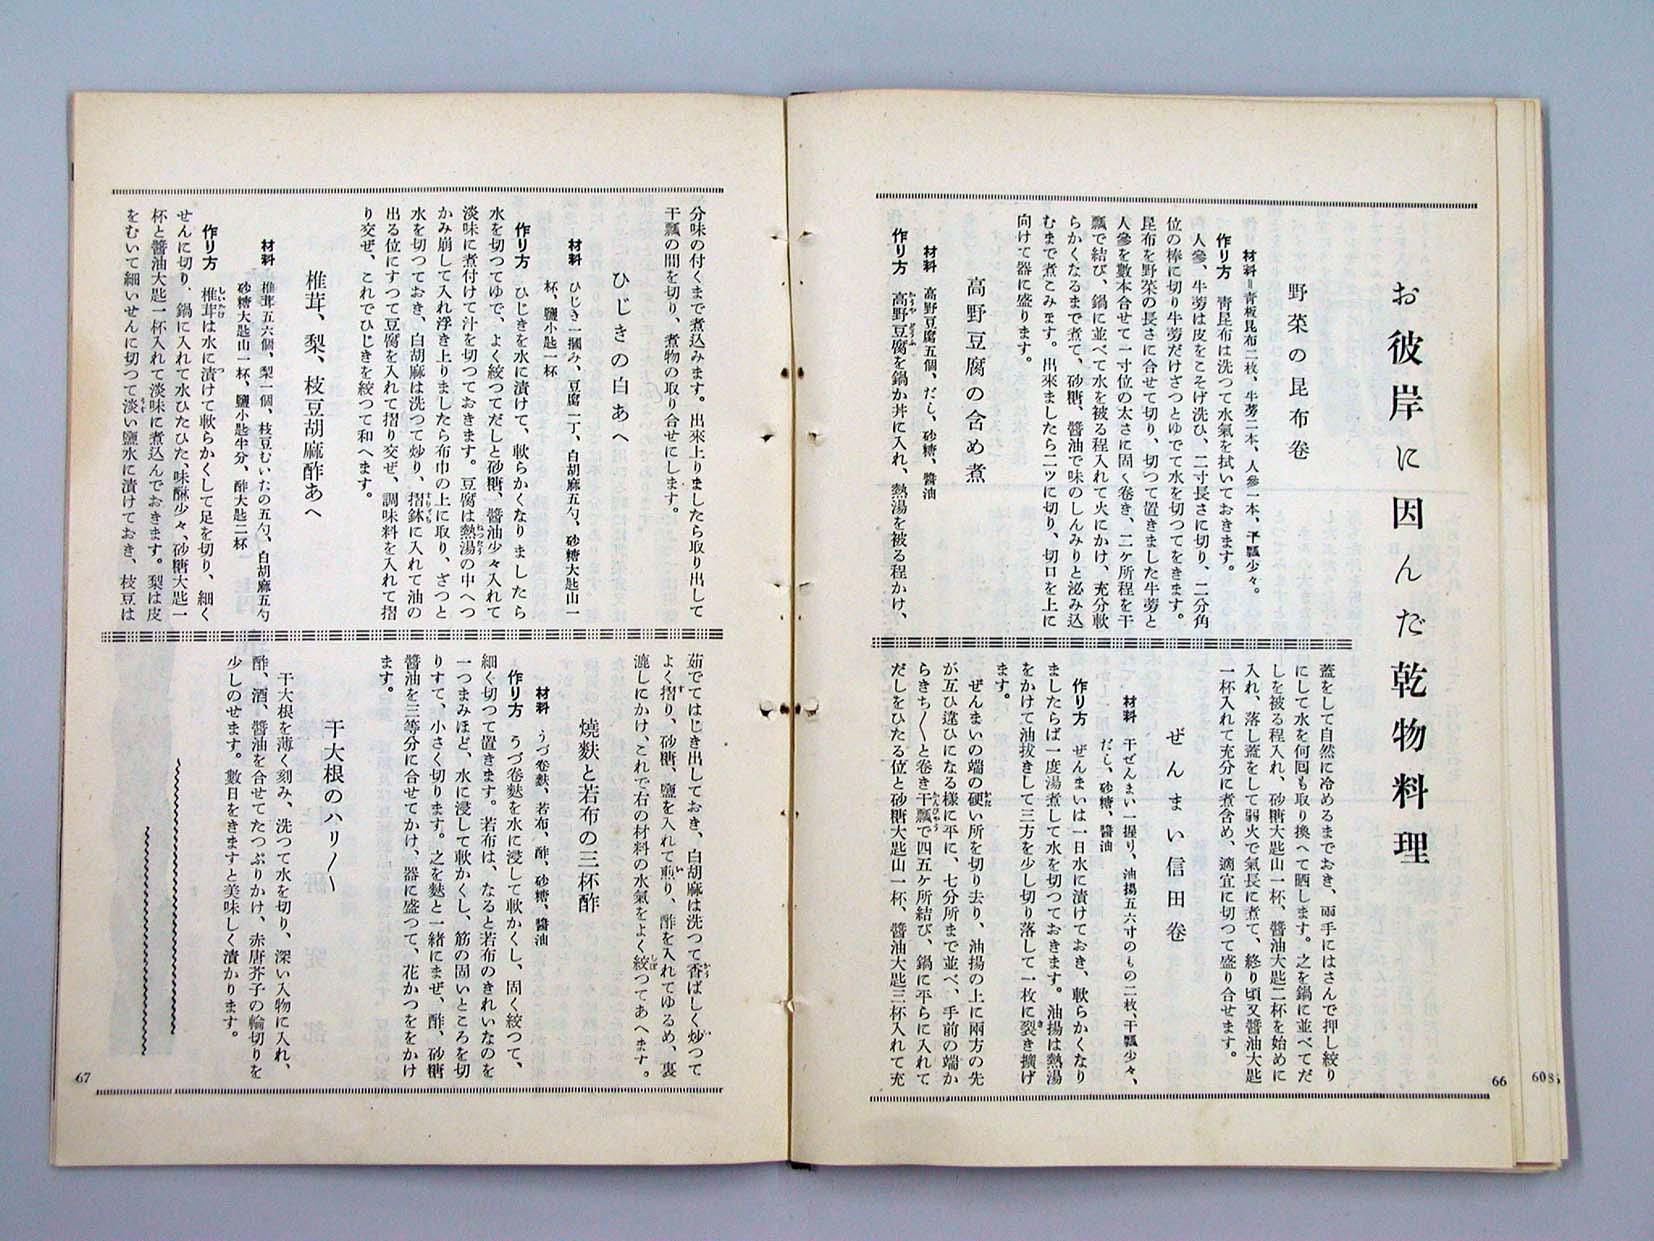 お彼岸に因んだ乾物料理
野菜の昆布卷
材料=青板昆布二枚、牛蒡二本、人參一本、干瓢少々。
作り方 青昆布は洗つて水氣を拭いておきます。
人參、牛蒡は皮をこそげ洗ひ、二寸長さに切り、二分角
位の棒に切り牛蒡だけざつとゆでて水を切つてをきます。
昆布を野菜の長さに合せて切り、切つて置きました牛蒡と
人參を數本合せて一寸位の太さに固く卷き、二ケ所程を干
瓢で結び、鍋に並べて水を被る程入れて火にかけ、充分軟
らかくなるまで煮て、砂糖、醬油で味のしんみりと泌み込
むまで煮こみます。出來ましたら二ツに切り、切口を上に
向けて器に盛ります。
高野豆腐の含め煮
材料 高野豆腐五個、だし、砂糖、醬油
作り方 高野豆腐を鍋か丼に入れ、熱湯を被る程かけ、
蓋をして自然に冷めるまでおき、兩手にはさんで押し絞り
にして水を何囘も取り換へて晒します。之を鍋に並べてだ
しを被る程入れ、砂糖大匙山一杯、醬油大匙二杯を始めに
入れ、落し蓋をして弱火で氣長に煮て、終り頃又醬油大匙
一杯入れて充分に煮含め、適宜に切つて盛り合せます。
ぜんまい信田卷
材料 干ぜんまい一握り、油揚五六寸のもの二枚、干瓢少々、
だし、砂糖、醬油
作り方 ぜんまいは一日水に漬けておき、軟らかくなり
ましたらば一度湯煮して水を切つておきます。油揚は熱湯
をかけて油拔きして三方を少し切り落して一枚に裂き擴げ
ます。
ぜんまいの端の硬い所を切り去り、油揚の上に兩方の先
が互ひ違ひになる樣に平に、七分所まで並べ、手前の端か
らきち〱と卷き干瓢で四五ケ所結び、鍋に平らに入れて
だしをひたる位と砂糖大匙山一杯、醬油大匙三杯入れて充
66
6085
分味の付くまで煮込みます。出來上りましたら取り出して
干瓢の間を切り、煮物の取り合せにします。
ひじきの白あへ
材料 ひじき一摑み、豆腐一丁、白胡麻五勺、砂糖大匙山一
杯、鹽小匙一杯
作り方 ひじきを水に漬けて、軟らかくなりましたら
水を切つてゆで、よく絞つてだしと砂糖、醬油少々入れて
淡味に煮付けて汁を切つておきます。豆腐は熱湯の中へつ
かみ崩して入れ浮き上りましたら布巾の上に取り、ざつと
水を切つておき、白胡麻は洗つて炒り、摺鉢に入れて油の
出る位にすつて豆腐を入れて摺り交ぜ、調味料を入れて摺
り交ぜ、これでひじきを絞つて和へます。
椎茸、梨、枝豆胡麻酢あへ
材料 椎茸五六個、梨一個、枝豆むいたの五勺、白胡麻五勺
砂糖大匙山一杯、鹽小匙半分、酢大匙二杯
作り方 椎茸は水に漬けて軟らかくして足を切り、細く
せんに切り、鍋に入れて水ひたひた、味醂少々、砂糖大匙一
杯と醬油大匙一杯入れて淡味に煮込んでおきます。梨は皮
をむいて細いせんに切つて淡い鹽水に漬けておき、枝豆は
茹でてはじき出しておき、白胡麻は洗つて香ばしく炒つて
よく摺り、砂糖、鹽を入れて煎り、酢を入れてゆるめ、裏
漉しにかけ、これで右の材料の水氣をよく絞つてあへます。
燒麩と若布の三杯酢
材料 うづ卷麩、若布、酢、砂糖、醬油
作り方 うづ卷麩を水に浸して軟かくし、固く絞つて、
細く切つて置きます。若布は、なると若布のきれいなのを
一つまみほど、水に浸して軟かくし、筋の固いところを切
りすて、小さく切ります。之を麩と一緒にまぜ、酢、砂糖
醬油を三等分に合せてかけ、器に盛つて、花かつををかけ
ます。
干大根のハリ〱
干大根を薄く刻み、洗つて水を切り、深い入物に入れ、
酢、酒、醬油を合せてたつぷりかけ、赤唐芥子の輪切りを
少しのせます。數日をきますと美味しく漬かります。
67